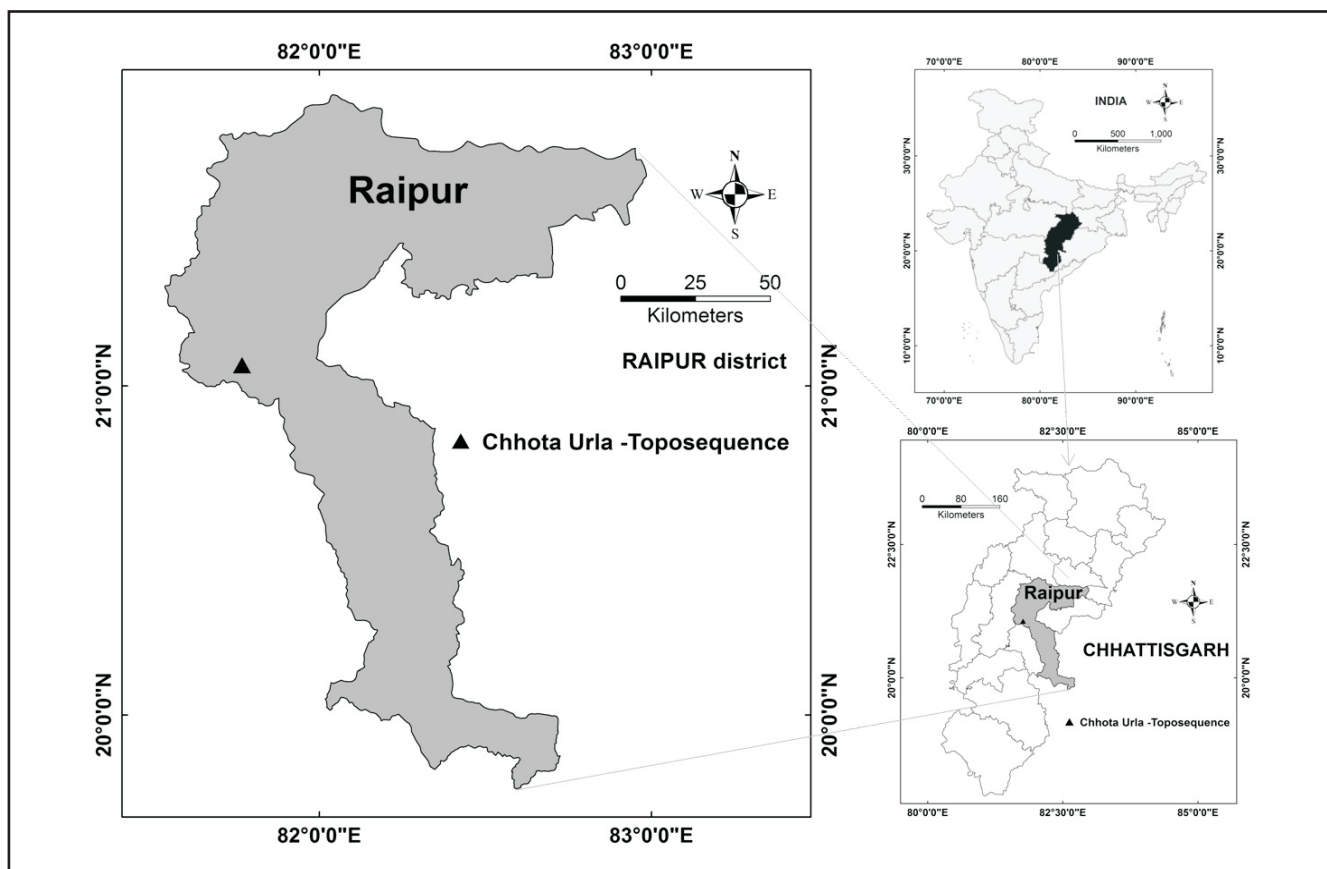 82°0'0"E 83°0'0"E
Raipur
N
W E
S
0 25 50
Kilometers
RAIPUR district
21°0'0"N 21°0'0"N
Chhota Urla -Toposequence
20°0'0"N 20°0'0"N
82°0'0"E 83°0'0"E
70°0'0"E 80°0'0"E 90°0'0"E
INDIA
N
W E
S
0 500 1,000
Kilometers
30°0'0"N 30°0'0"N
20°0'0"N 20°0'0"N
10°0'0"N 10°0'0"N
70°0'0"E 80°0'0"E 90°0'0"E
80°0'0"E 82°30'0"E 85°0'0"E
0 80 160
Kilometers
22°30'0"N 22°30'0"N
Raipur
N
W E
S
CHHATTISGARH
20°0'0"N 20°0'0"N
Chhota Urla -Toposequence
80°0'0"E 82°30'0"E 85°0'0"E